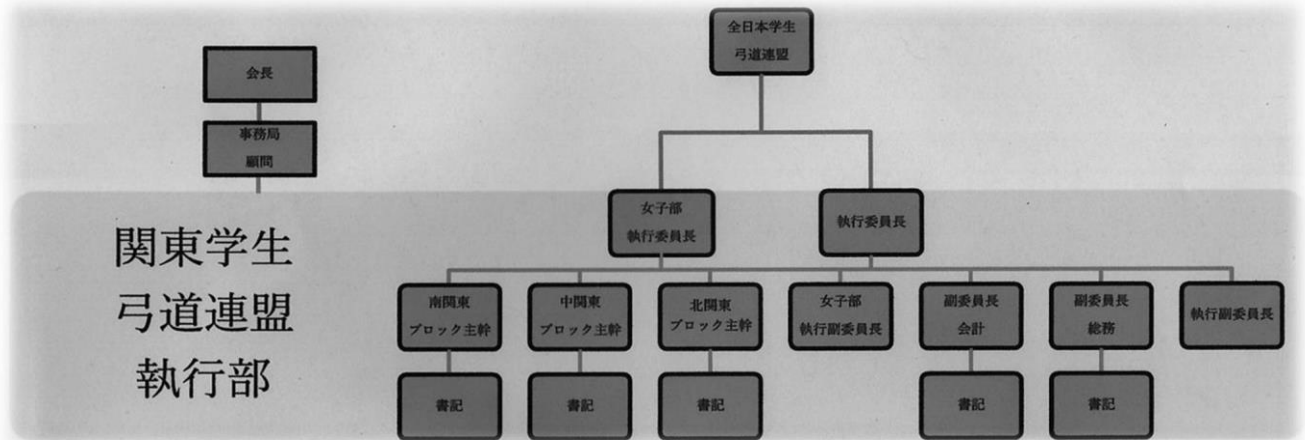 全日本学生
弓道連盟
会長
事務局
顧問
女子部
執行委員長
執行委員長
関東学生
弓道連盟
執行部
南関東
ブロック主幹
中関東
ブロック主幹
北関東
ブロック主幹
女子部
執行副委員長
副委員長
会計
副委員長
総務
執行副委員長
書記
書記
書記
書記
書記